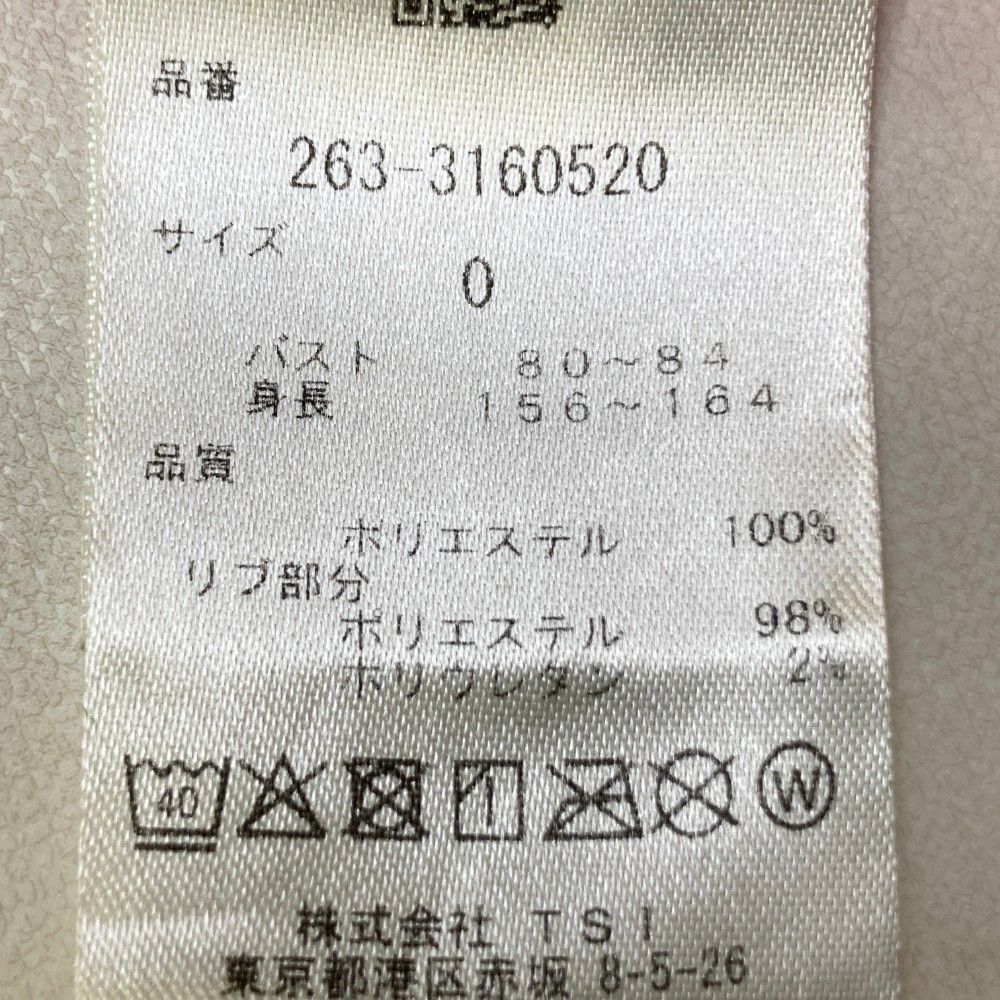 品番
263-3160520
サイズ
0
バスト 80～84
身長 156～164
品質
ポリエステル 100%
リブ部分
ポリエステル 98%
ポリウレタン 2%
40 W
株式会社 TSI
東京都港区赤坂 8-5-26